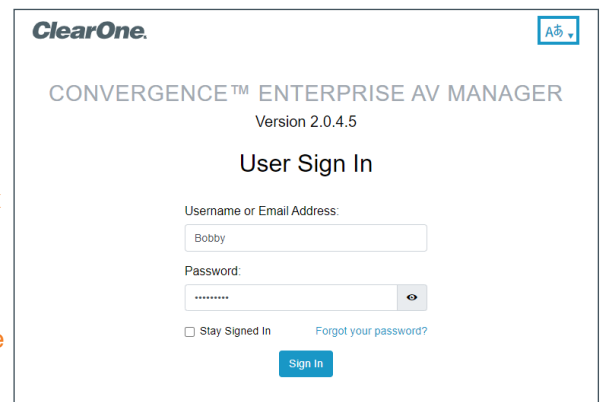 ClearOne.
Aあ
CONVERGENCE™ ENTERPRISE AV MANAGER
Version 2.0.4.5
User Sign In
Username or Email Address:
Bobby
Password:
•••••••••
Stay Signed In Forgot your password?
Sign In